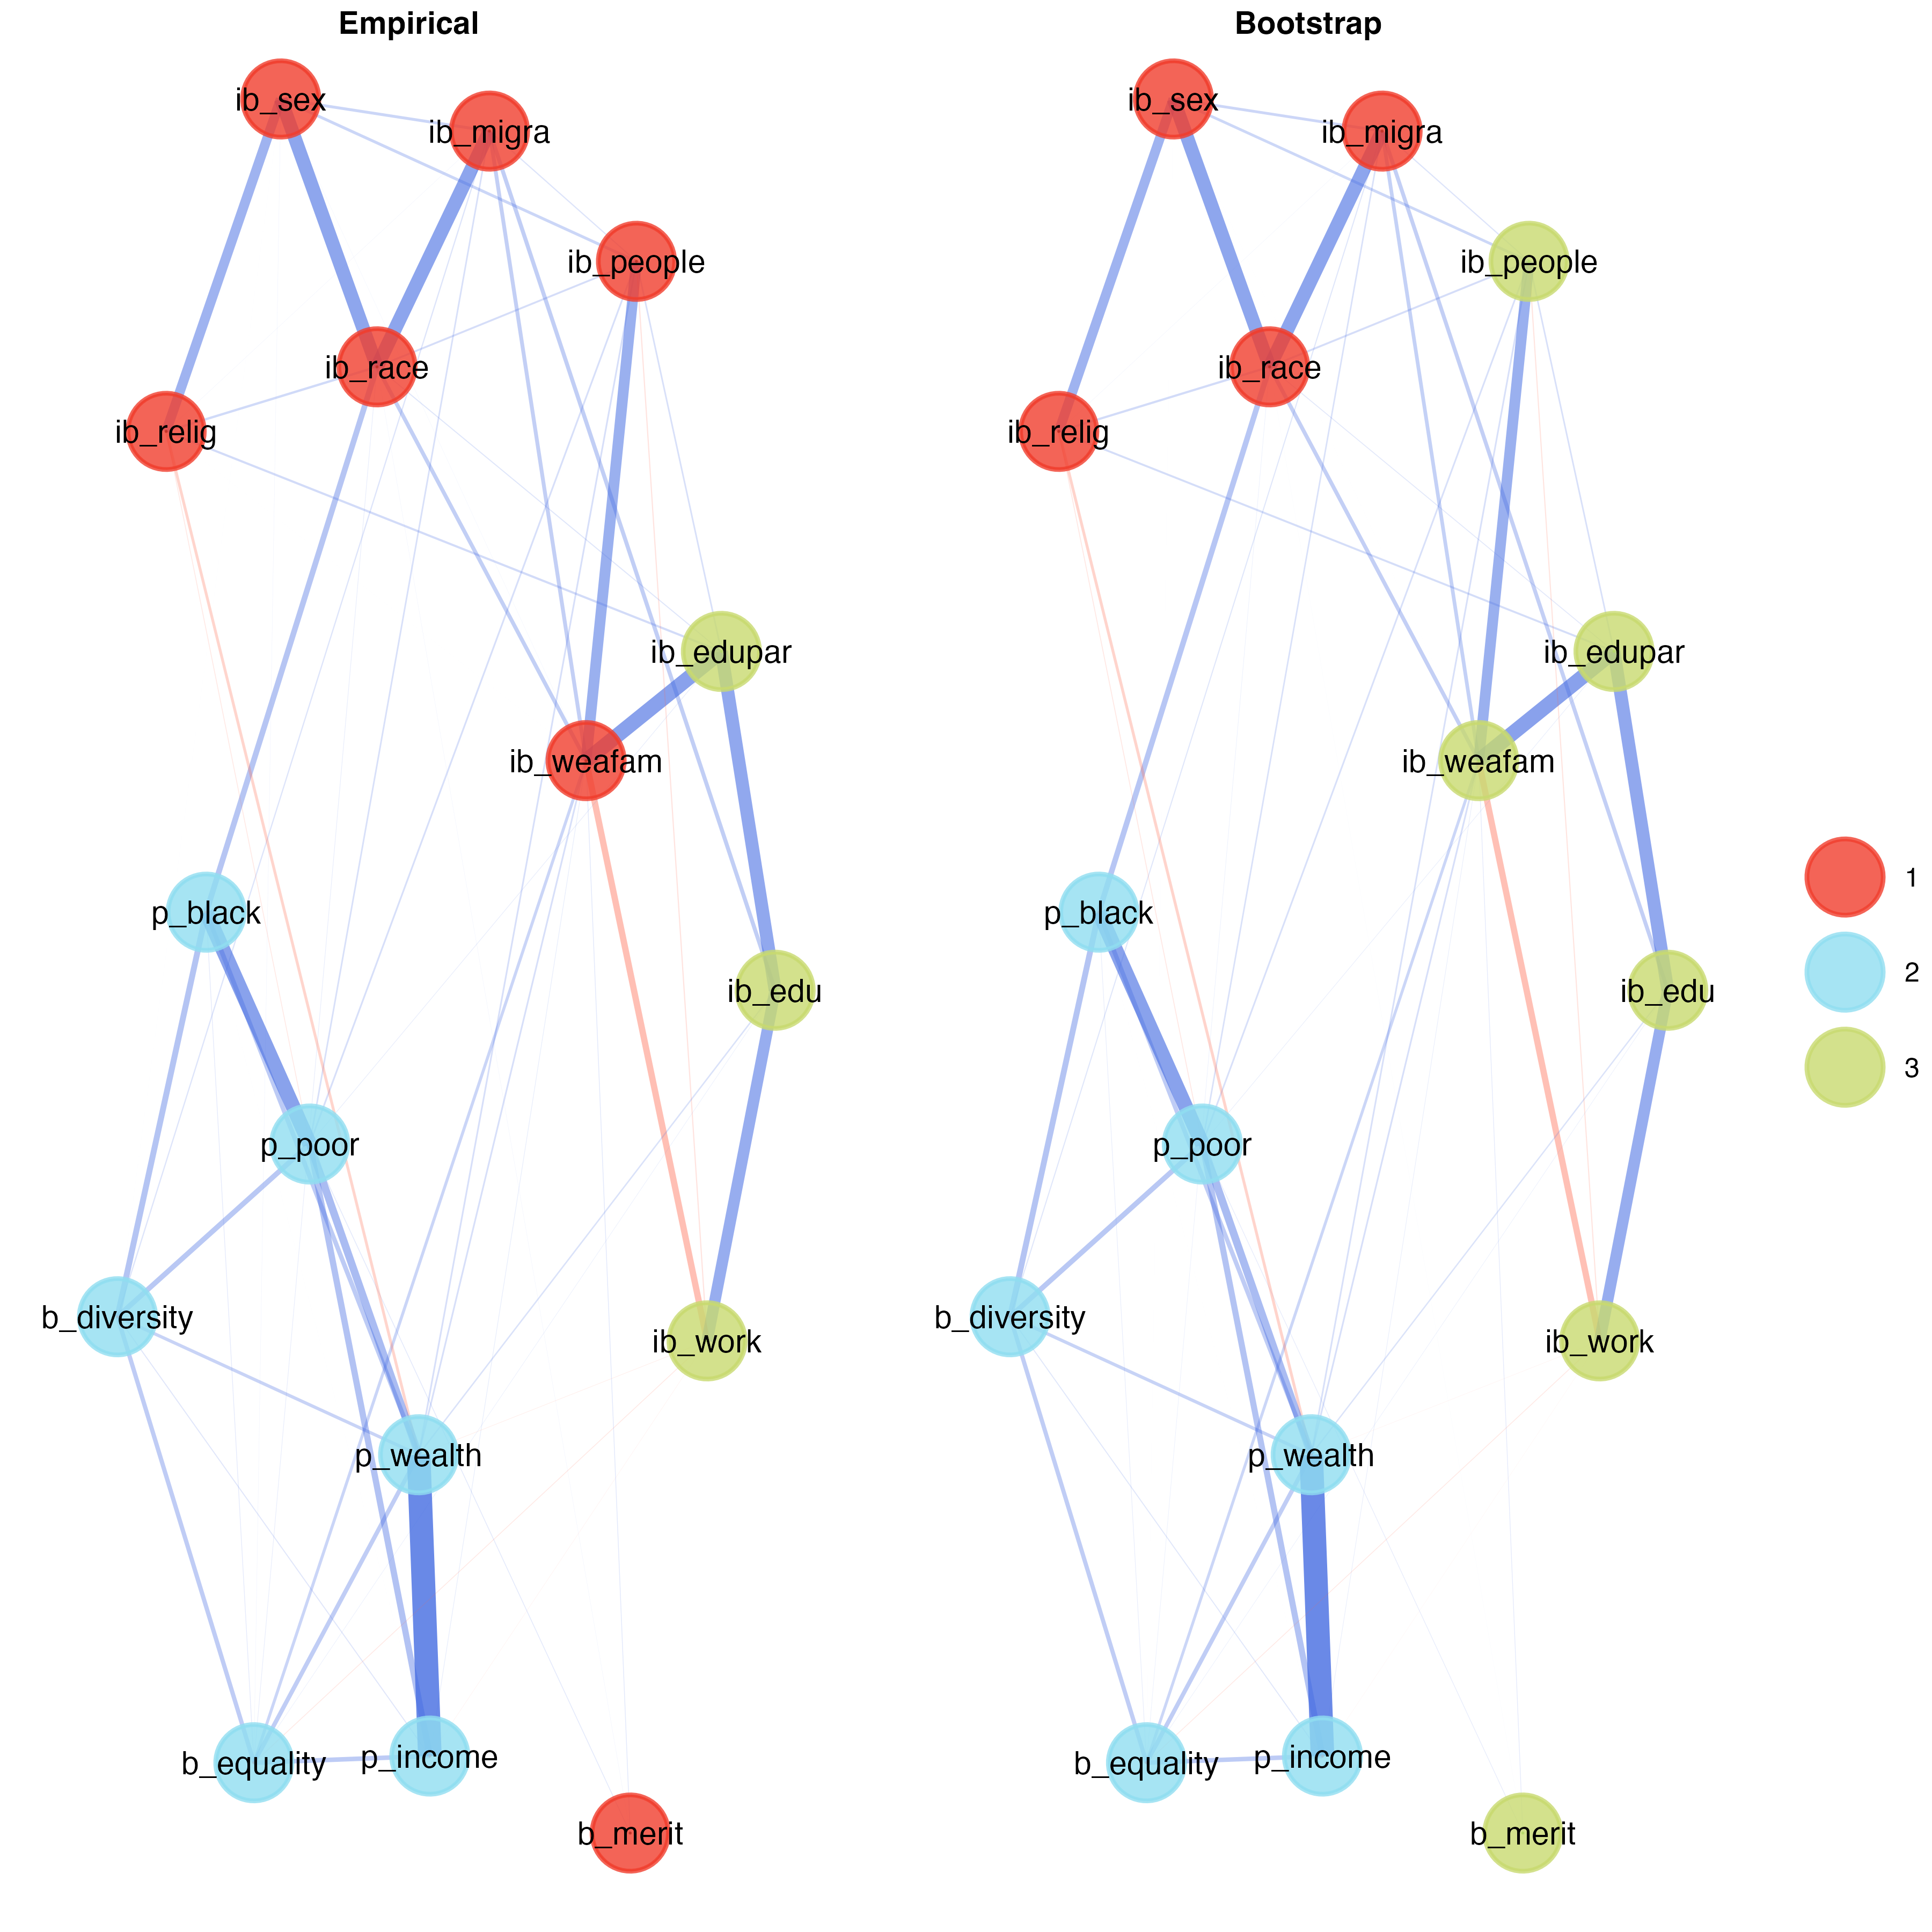 Empirical
ib_sex
ib_migra
ib_people
ib_race
ib_relig
ib_edupar
ib_weafam
p_black
ib_edu
p_poor
b_diversity
ib_work
p_wealth
b_equality
p_income
b_merit
Bootstrap
ib_sex
ib_migra
ib_people
ib_race
ib_relig
ib_edupar
ib_weafam
p_black
ib_edu
p_poor
b_diversity
ib_work
p_wealth
b_equality
p_income
b_merit
1
2
3